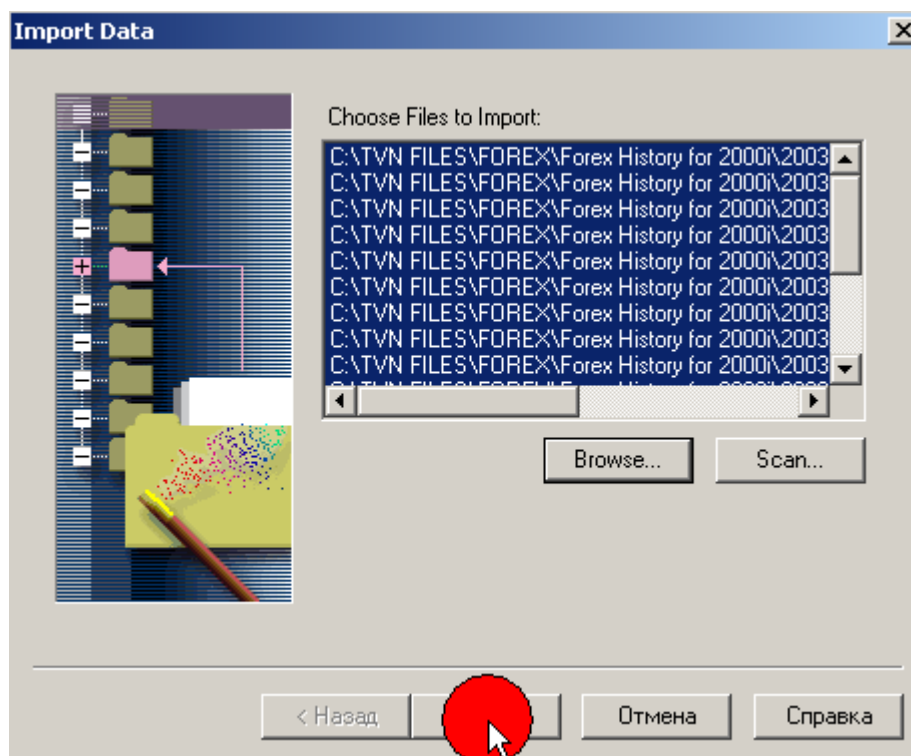 Import Data
Choose Files to Import:
C:\TVN FILES\FOREX\Forex History for 2000i\2003
C:\TVN FILES\FOREX\Forex History for 2000i\2003
C:\TVN FILES\FOREX\Forex History for 2000i\2003
C:\TVN FILES\FOREX\Forex History for 2000i\2003
C:\TVN FILES\FOREX\Forex History for 2000i\2003
C:\TVN FILES\FOREX\Forex History for 2000i\2003
C:\TVN FILES\FOREX\Forex History for 2000i\2003
C:\TVN FILES\FOREX\Forex History for 2000i\2003
C:\TVN FILES\FOREX\Forex History for 2000i\2003
Browse... Scan...
< Назад Отмена Справка